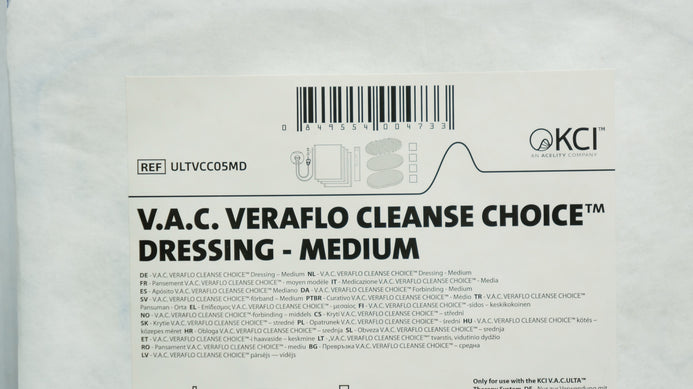 0 849554 004733
KCI™
AN ACELITY COMPANY
REF ULTVCC05MD
V.A.C. VERAFLO CLEANSE CHOICE™
DRESSING - MEDIUM
DE - V.A.C. VERAFLO CLEANSE CHOICE™ Dressing – Medium NL - V.A.C. VERAFLO CLEANSE CHOICE™ Dressing - Medium
FR - Pansement V.A.C. VERAFLO CLEANSE CHOICE™ - moyen modèle IT - Medicazione V.A.C. VERAFLO CLEANSE CHOICE™ - Media
ES - Apósito V.A.C. VERAFLO CLEANSE CHOICE™ Mediano DA - V.A.C. VERAFLO CLEANSE CHOICE™ Forbinding - Medium
SV - V.A.C. VERAFLO CLEANSE CHOICE™ förband – Medium PTBR - Curativo V.A.C. VERAFLO CLEANSE CHOICE™ - Médio TR - V.A.C. VERAFLO CLEANSE CHOICE™
Pansuman - Orta EL - Επίδεσμος V.A.C. VERAFLO CLEANSE CHOICE™ - μεσαίος FI - V.A.C. VERAFLO CLEANSE CHOICE™ -sidos – keskikokoinen
NO - V.A.C. VERAFLO CLEANSE CHOICE™-forbinding – middels CS - Krytí V.A.C. VERAFLO CLEANSE CHOICE™ – střední
SK - Krytie V.A.C. VERAFLO CLEANSE CHOICE™ – stredné PL - Opatrunek V.A.C. VERAFLO CLEANSE CHOICE™ - średni HU - V.A.C. VERAFLO CLEANSE CHOICE™ kötés –
közepes méret HR - Obloga V.A.C. VERAFLO CLEANSE CHOICE™ – srednja SL - Obveza V.A.C. VERAFLO CLEANSE CHOICE™ – srednja
ET - V.A.C. VERAFLO CLEANSE CHOICE™-i haavaside – keskmine LT - „V.A.C. VERAFLO CLEANSE CHOICE™“ tvarstis, vidutinio dydžio
RO - Pansament V.A.C. VERAFLO CLEANSE CHOICE™ – mediu BG - Превръзка V.A.C. VERAFLO CLEANSE CHOICE™ – средна
LV - V.A.C. VERAFLO CLEANSE CHOICE™ pārsējs — vidējs
Only for use with the KCI V.A.C.ULTA™